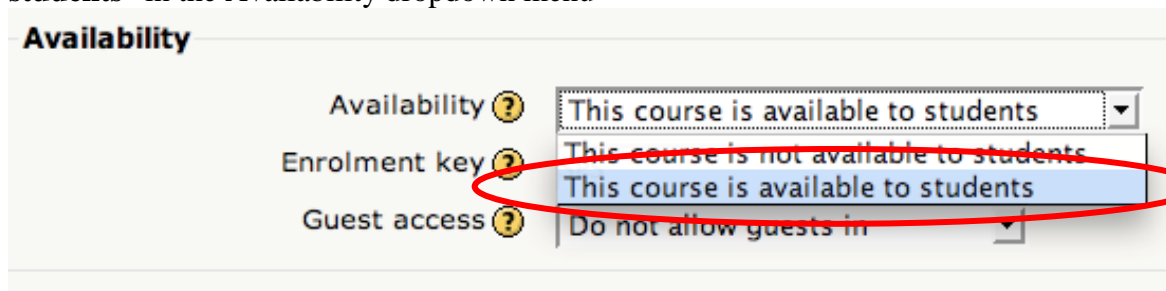 Availability
Availability ? This course is available to students
This course is not available to students
Enrolment key ?
This course is available to students
Guest access ? Do not allow guests in